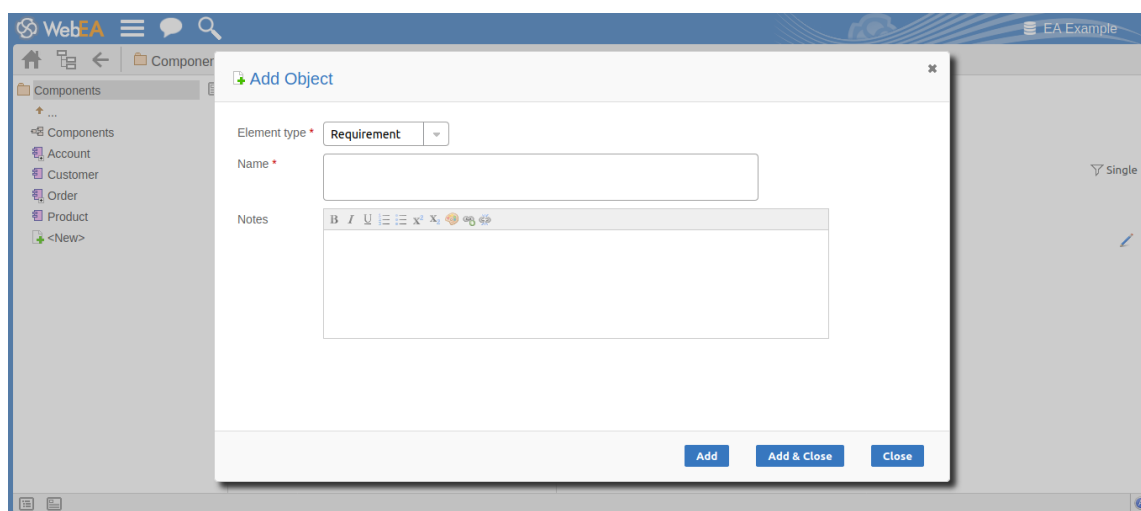 WebEA
EA Example
Componen
Components
...
Components
Account
Customer
Order
Product
<New>
Add Object
Element type *
Requirement
Name *
Notes
B I U x² X₂
Single
Add
Add & Close
Close